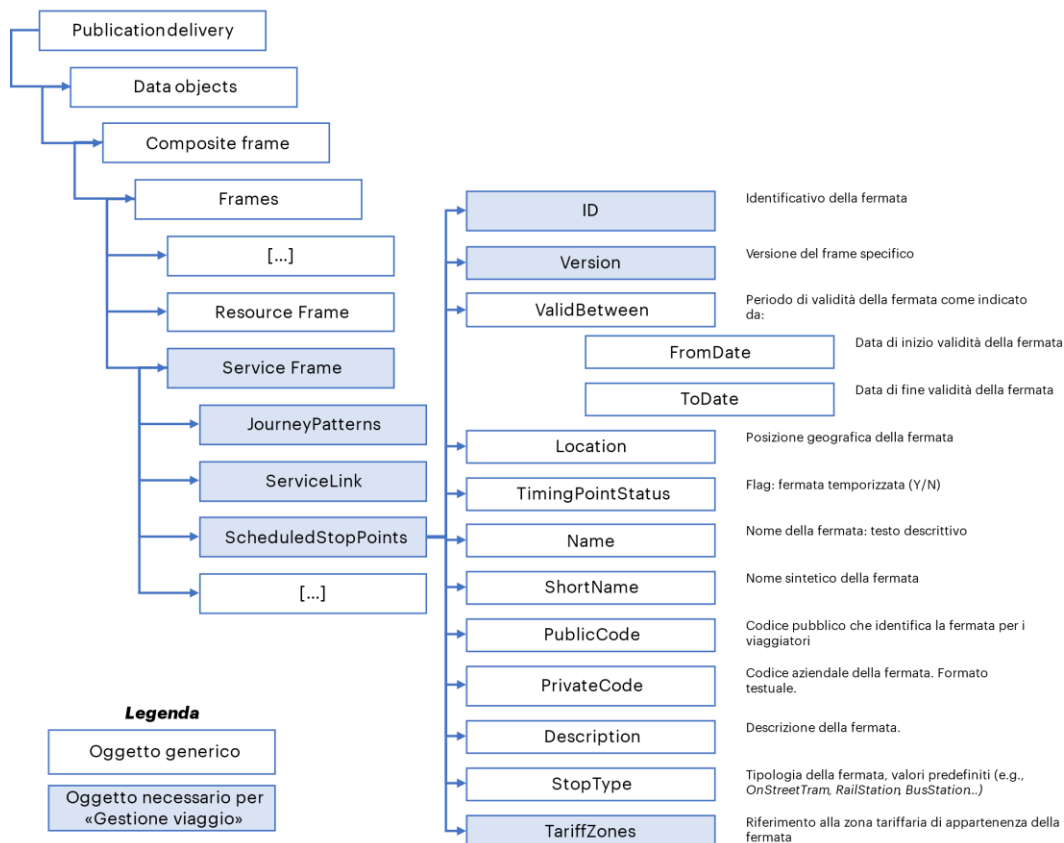 Publication delivery
Data objects
Composite frame
Frames
[...]
Resource Frame
Service Frame
JourneyPatterns
ServiceLink
ScheduledStopPoints
[...]
ID
Identificativo della fermata
Version
Versione del frame specifico
ValidBetween
Periodo di validità della fermata come indicato
da:
FromDate
Data di inizio validità della fermata
ToDate
Data di fine validità della fermata
Location
Posizione geografica della fermata
TimingPointStatus
Flag: fermata temporizzata (Y/N)
Name
Nome della fermata: testo descrittivo
ShortName
Nome sintetico della fermata
PublicCode
Codice pubblico che identifica la fermata per i
viaggiatori
PrivateCode
Codice aziendale della fermata. Formato
testuale.
Description
Descrizione della fermata.
StopType
Tipologia della fermata, valori predefiniti (e.g.,
OnStreetTram, RailStation, BusStation...)
TariffZones
Riferimento alla zona tariffaria di appartenenza della
fermata
Legenda
Oggetto generico
Oggetto necessario per
«Gestione viaggio»